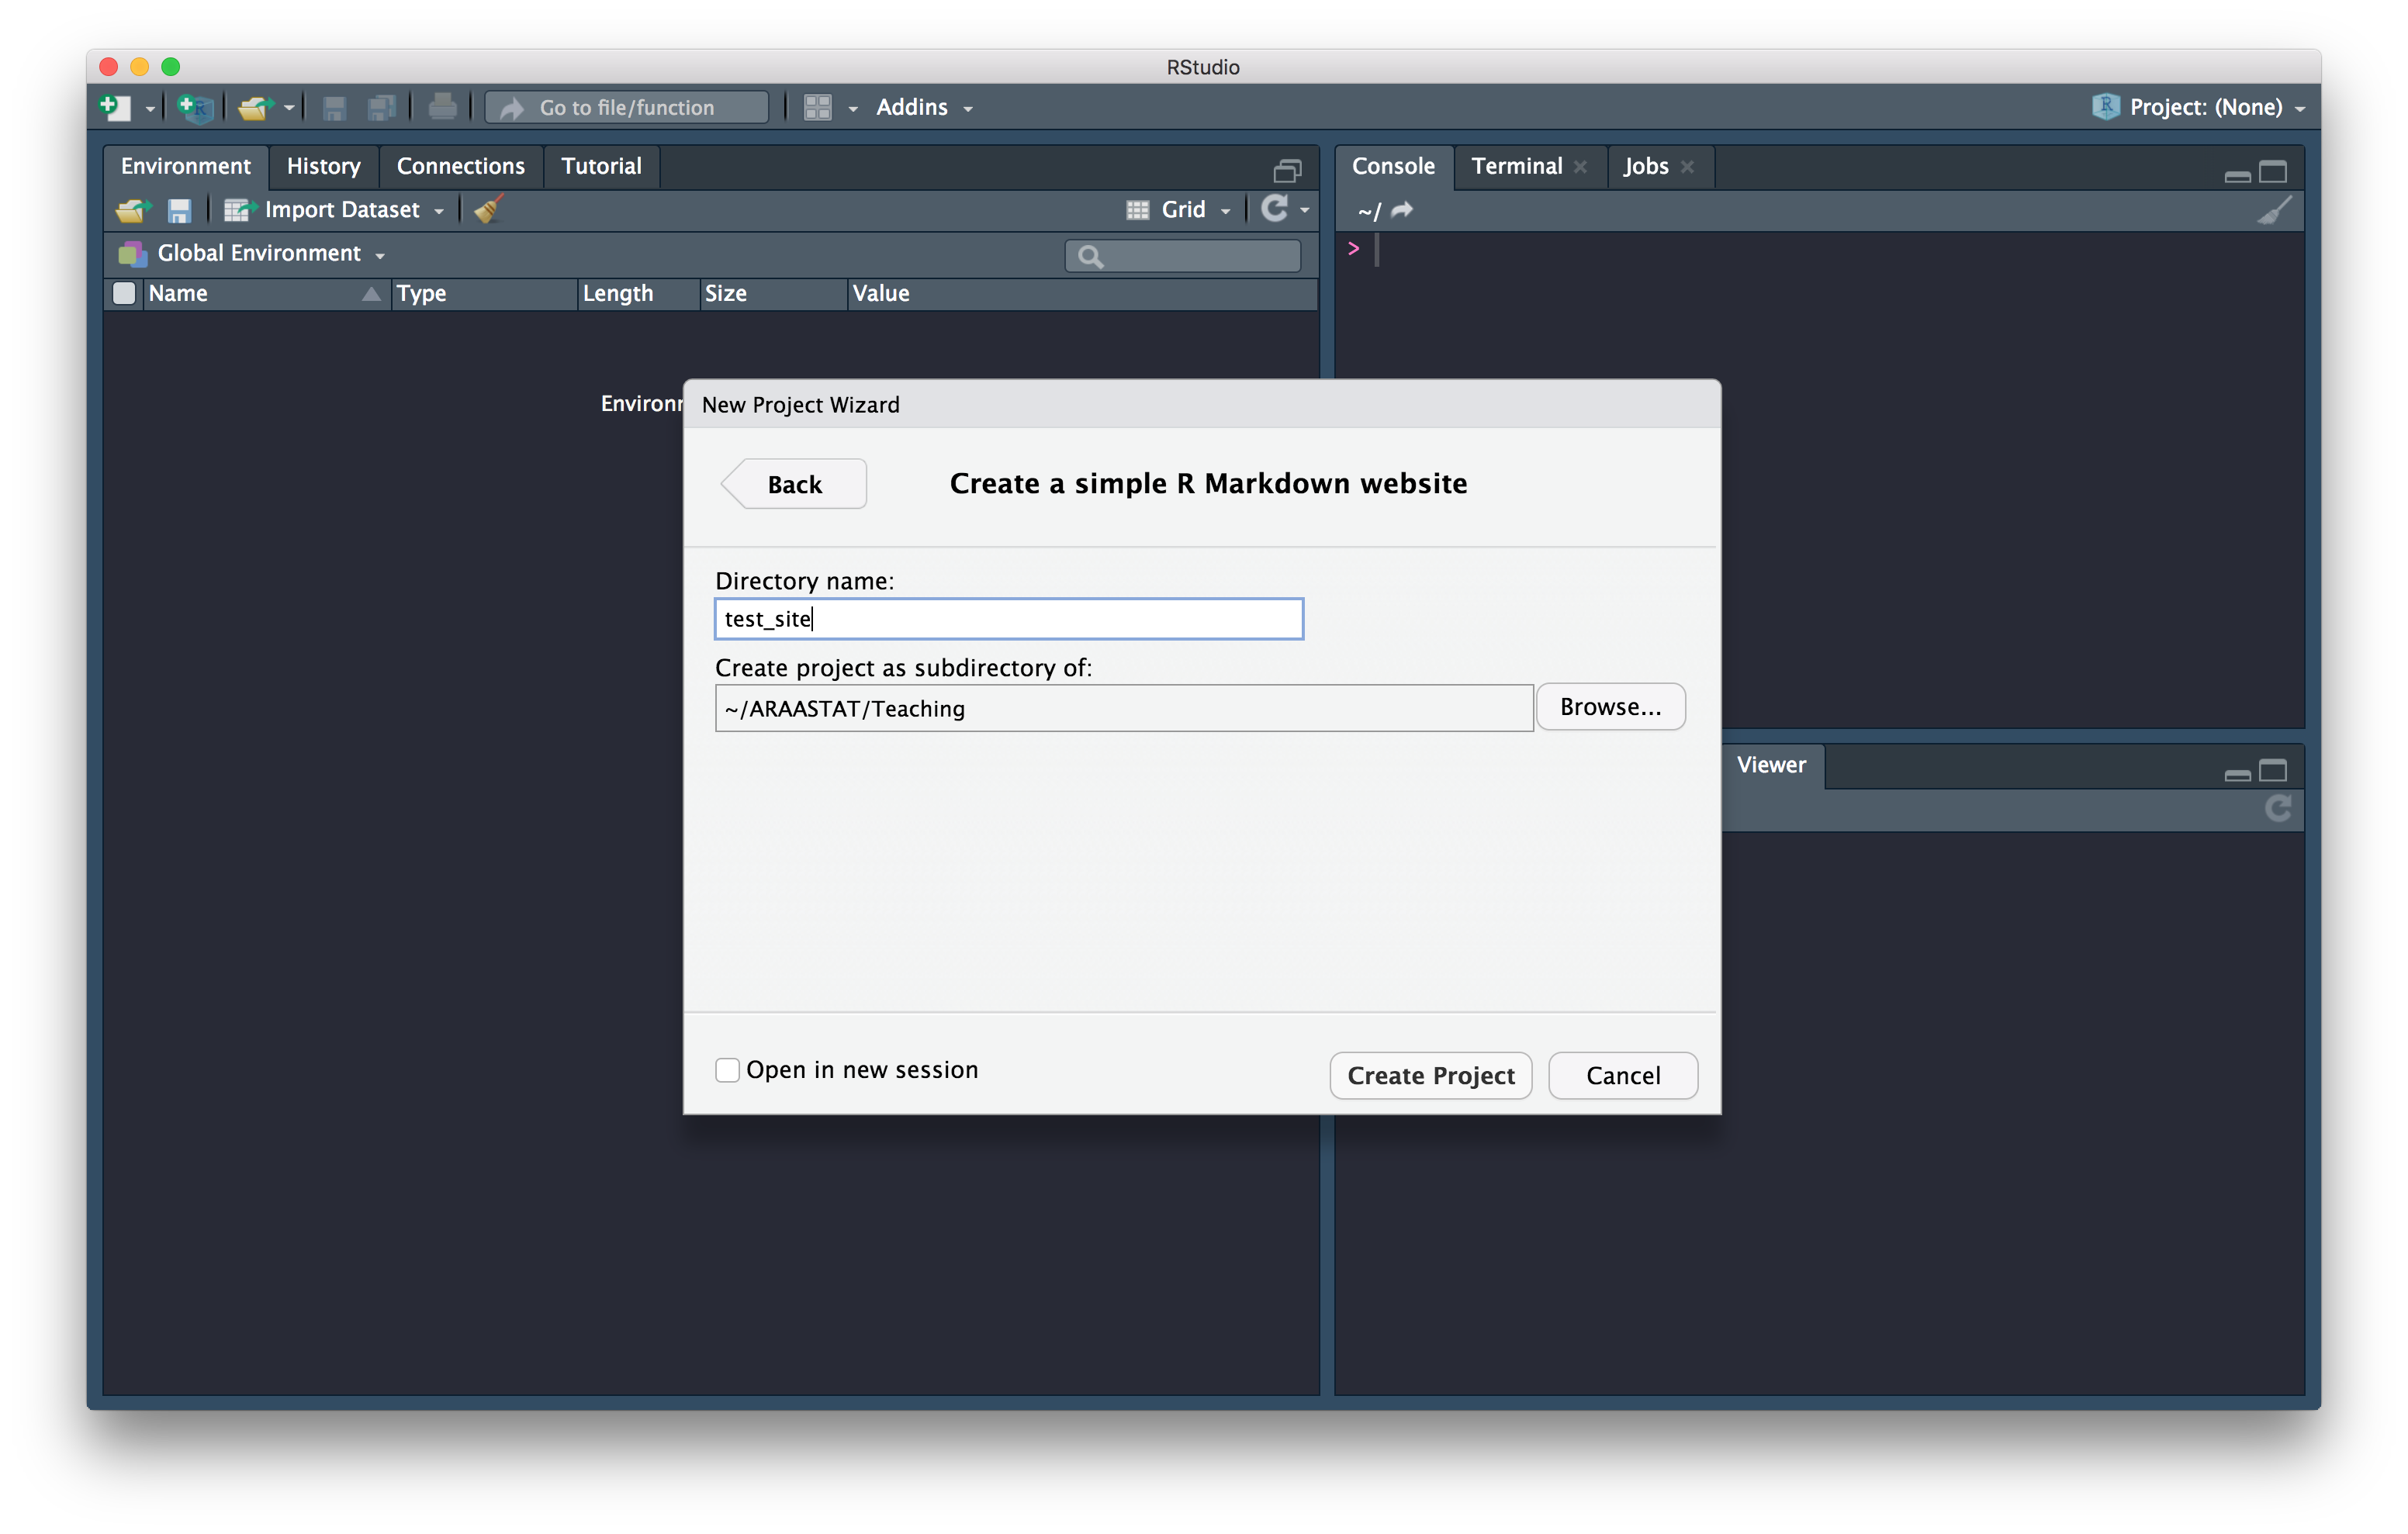 RStudio
Go to file/function
Addins
Project: (None)
Environment History Connections Tutorial
Import Dataset
Grid
Global Environment
Name Type Length Size Value
Console Terminal Jobs
~/
>
New Project Wizard
Back
Create a simple R Markdown website
Directory name:
test_site
Create project as subdirectory of:
~/ARAASTAT/Teaching
Browse...
Open in new session
Create Project
Cancel
Viewer